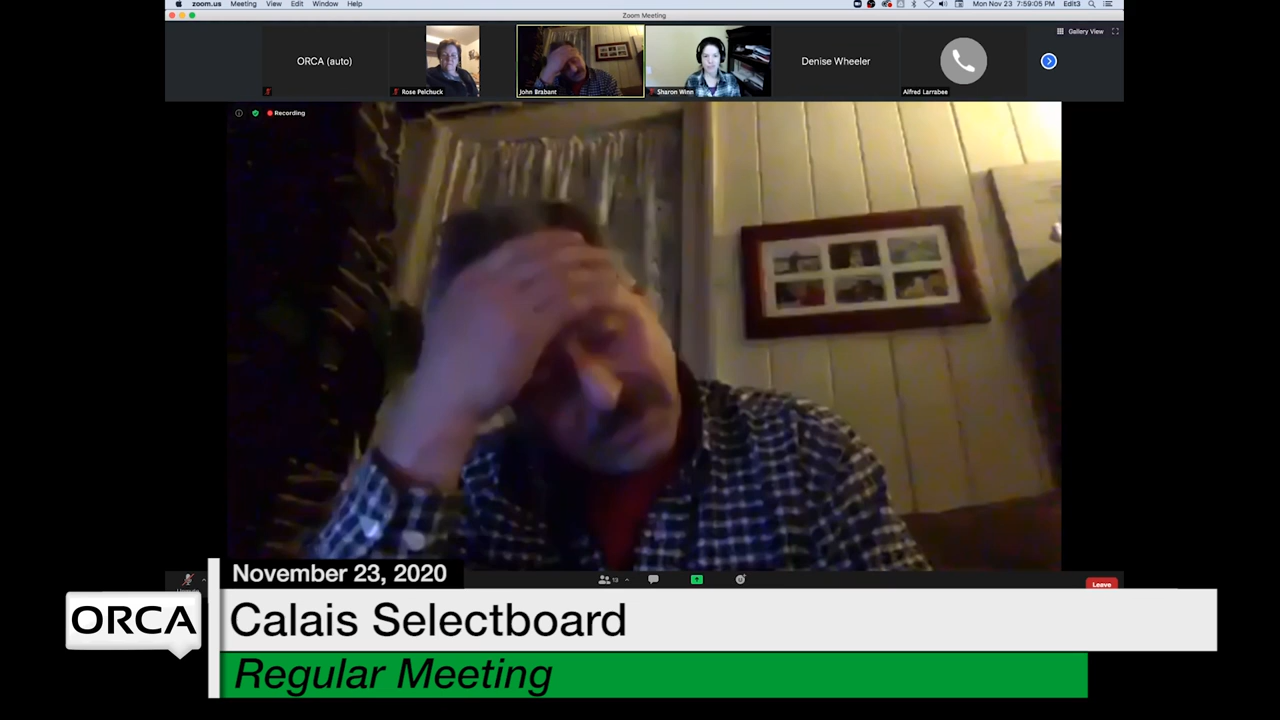 zoom.us Meeting View Edit Window Help
Mon Nov 23 7:59:05 PM Edit3
Zoom Meeting
Gallery View
ORCA (auto)
Denise Wheeler
Rose Pelchuck
John Brabant
Sharon Winn
Alfred Larrabee
Recording
November 23, 2020
13
Leave
ORCA
Calais Selectboard
Regular Meeting